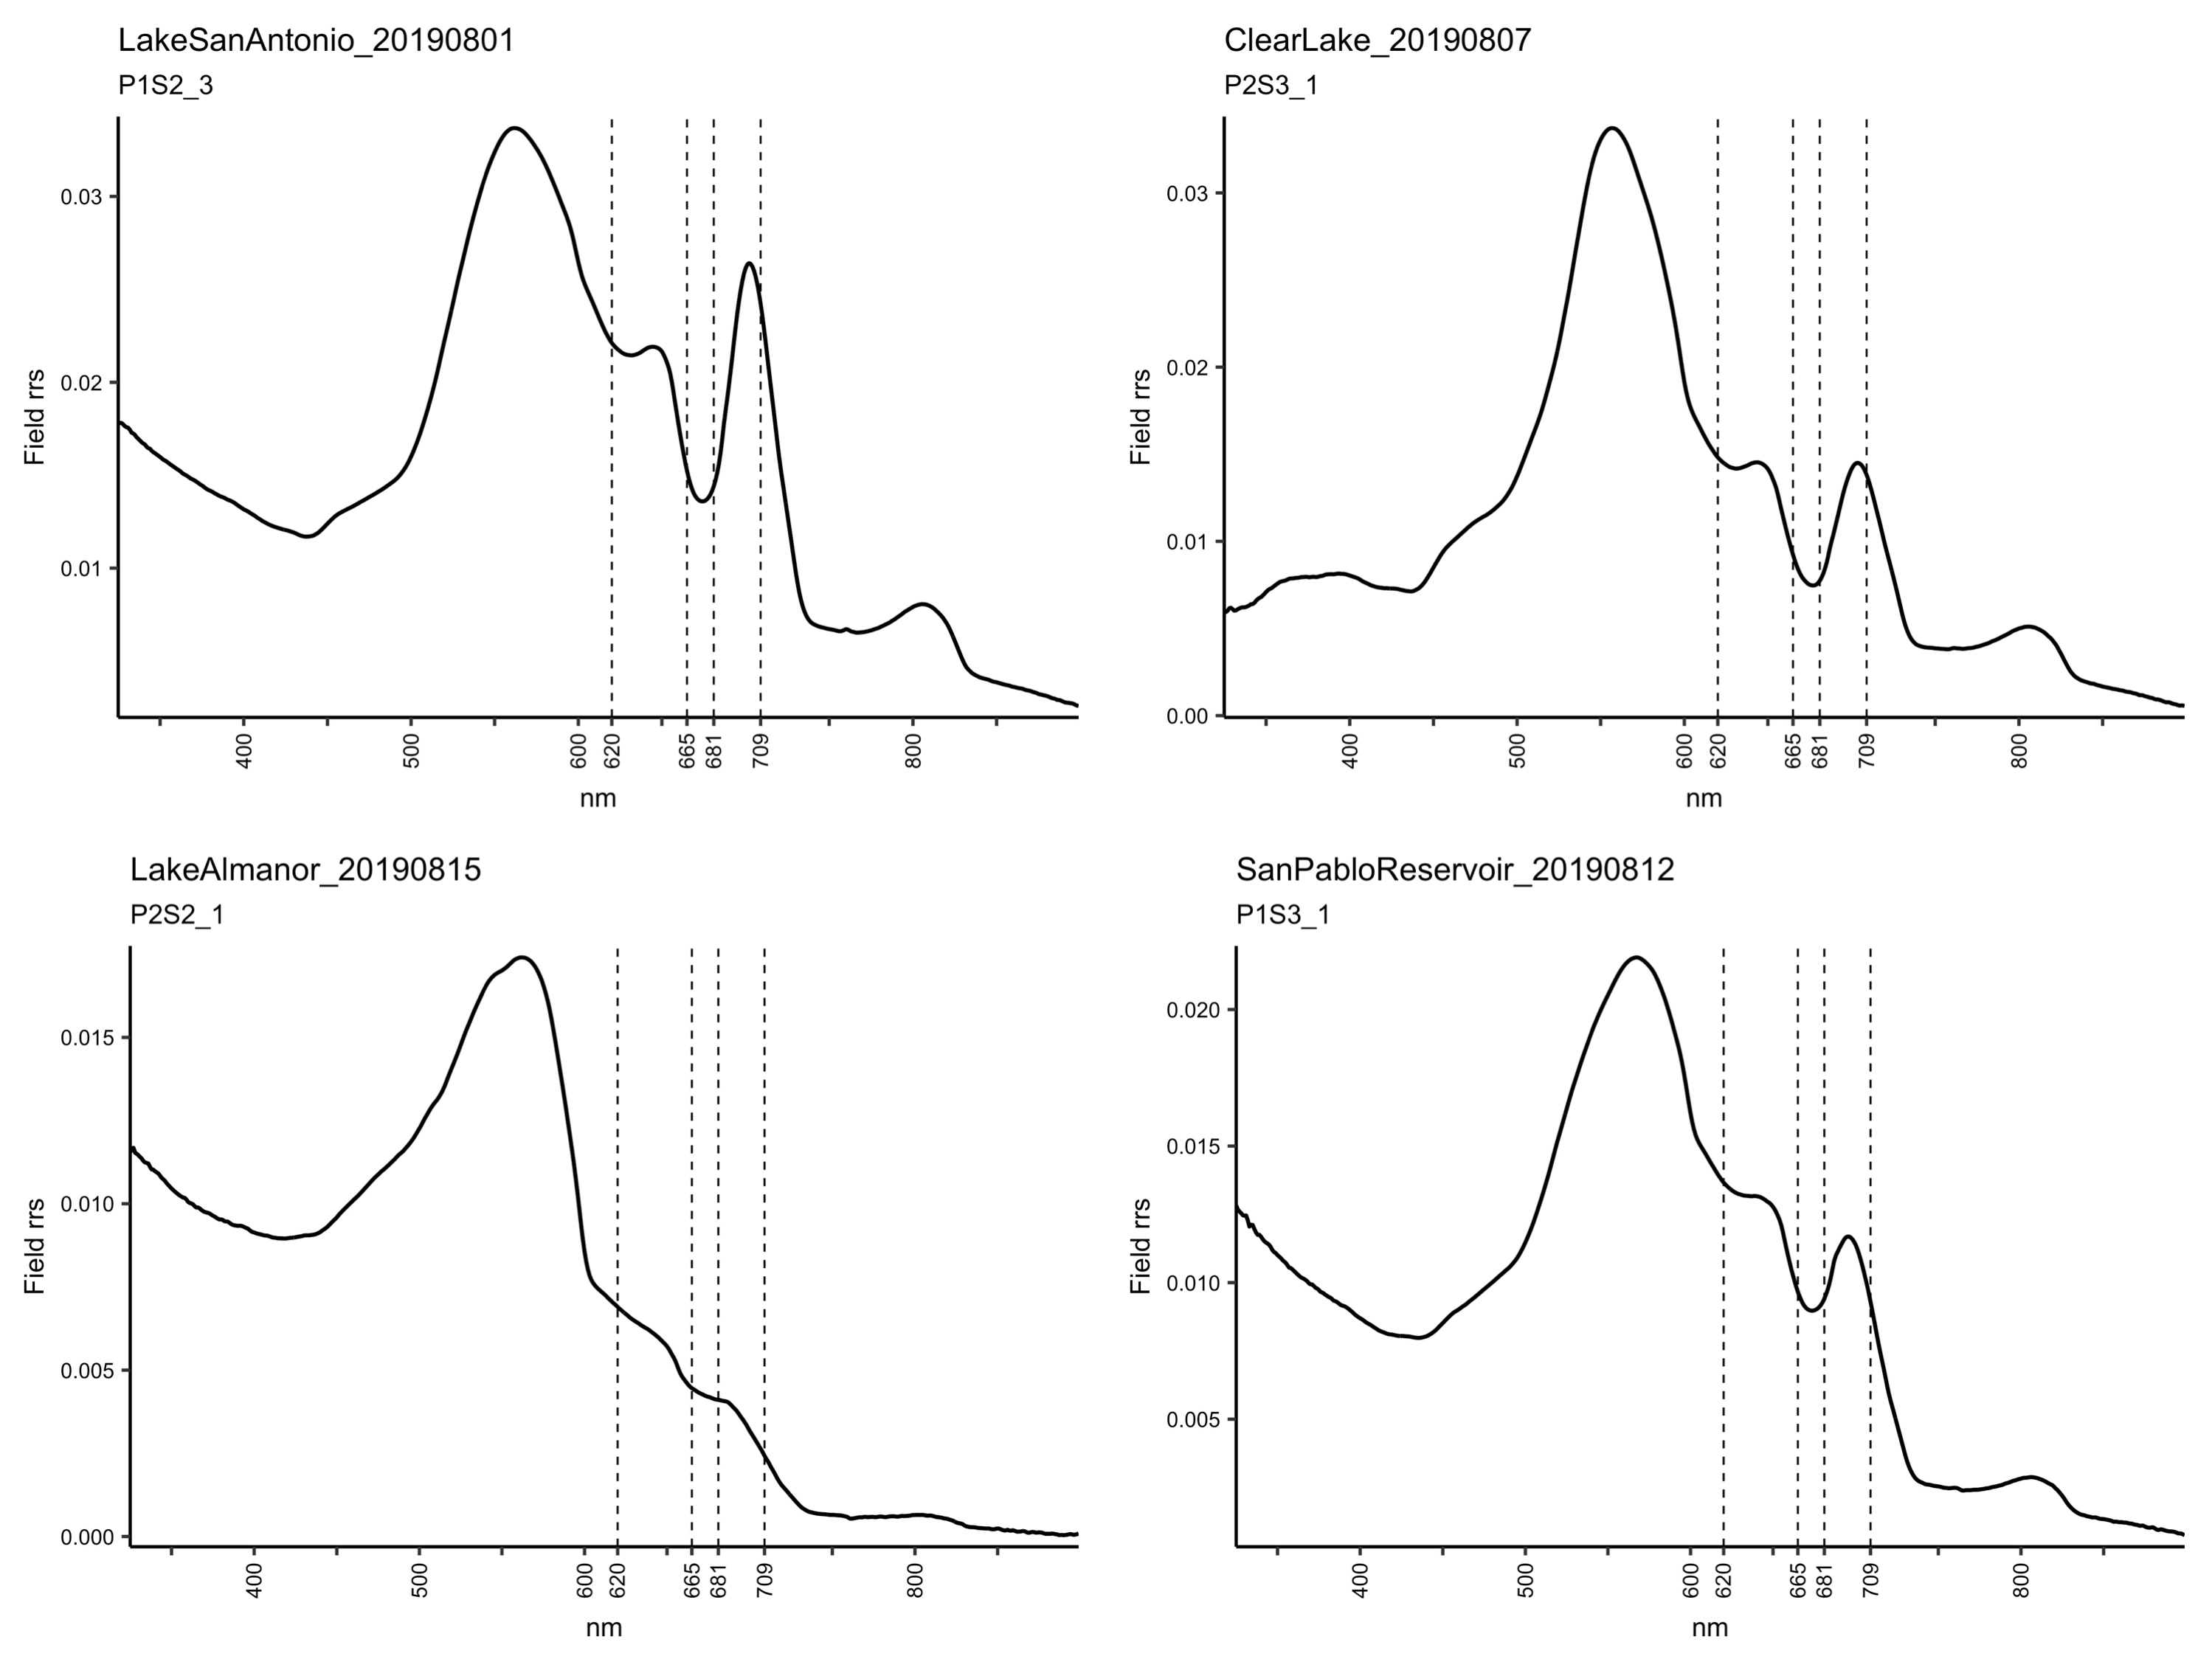 LakeSanAntonio_20190801
P1S2_3
Field rrs
0.03
0.02
0.01
400
500
600
620
665
681
709
800
nm
ClearLake_20190807
P2S3_1
Field rrs
0.03
0.02
0.01
0.00
400
500
600
620
665
681
709
800
nm
LakeAlmanor_20190815
P2S2_1
Field rrs
0.015
0.010
0.005
0.000
400
500
600
620
665
681
709
800
nm
SanPabloReservoir_20190812
P1S3_1
Field rrs
0.020
0.015
0.010
0.005
400
500
600
620
665
681
709
800
nm